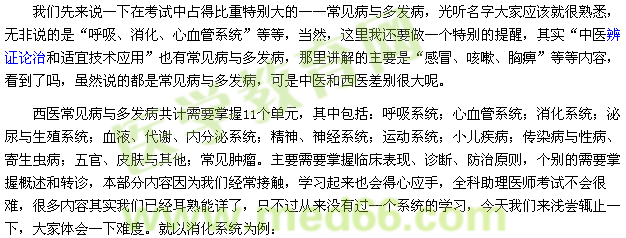 我们先来说一下在考试中占得比重特别大的一一常见病与多发病，光听名字大家应该就很熟悉，
无非说的是“呼吸、消化、心血管系统”等等，当然，这里我还要做一个特别的提醒，其实“中医辨
证论治和适宜技术应用”也有常见病与多发病，那里讲解的主要是“感冒、咳嗽、胸痹”等等内容，
看到了吗，虽然说的都是常见病与多发病，可是中医和西医差别很大呢。
西医常见病与多发病共计需要掌握11个单元，其中包括：呼吸系统；心血管系统；消化系统；泌
尿与生殖系统；血液、代谢、内分泌系统；精神、神经系统；运动系统；小儿疾病；传染病与性病、
寄生虫病；五官、皮肤与其他；常见肿瘤。主要需要掌握临床表现、诊断、防治原则，个别的需要掌
握概述和转诊，本部分内容因为我们经常接触，学习起来也会得心应手，全科助理医师考试不会很
难，很多内容其实我们已经耳熟能详了，只不过从来没有过一个系统的学习，今天我们来浅尝辄止一
下，大家体会一下难度。就以消化系统为例：
医学教育网
www.med66.com